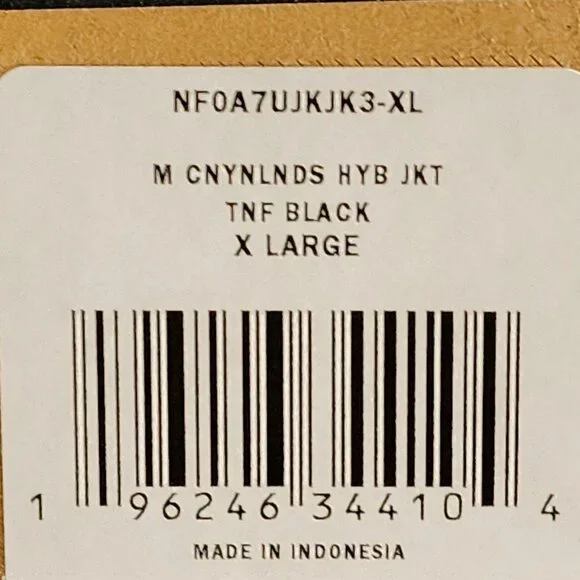 NF0A7UJKJK3-XL
M CNYNLNDS HYB JKT
TNF BLACK
X LARGE
1 96246 34410 4
MADE IN INDONESIA